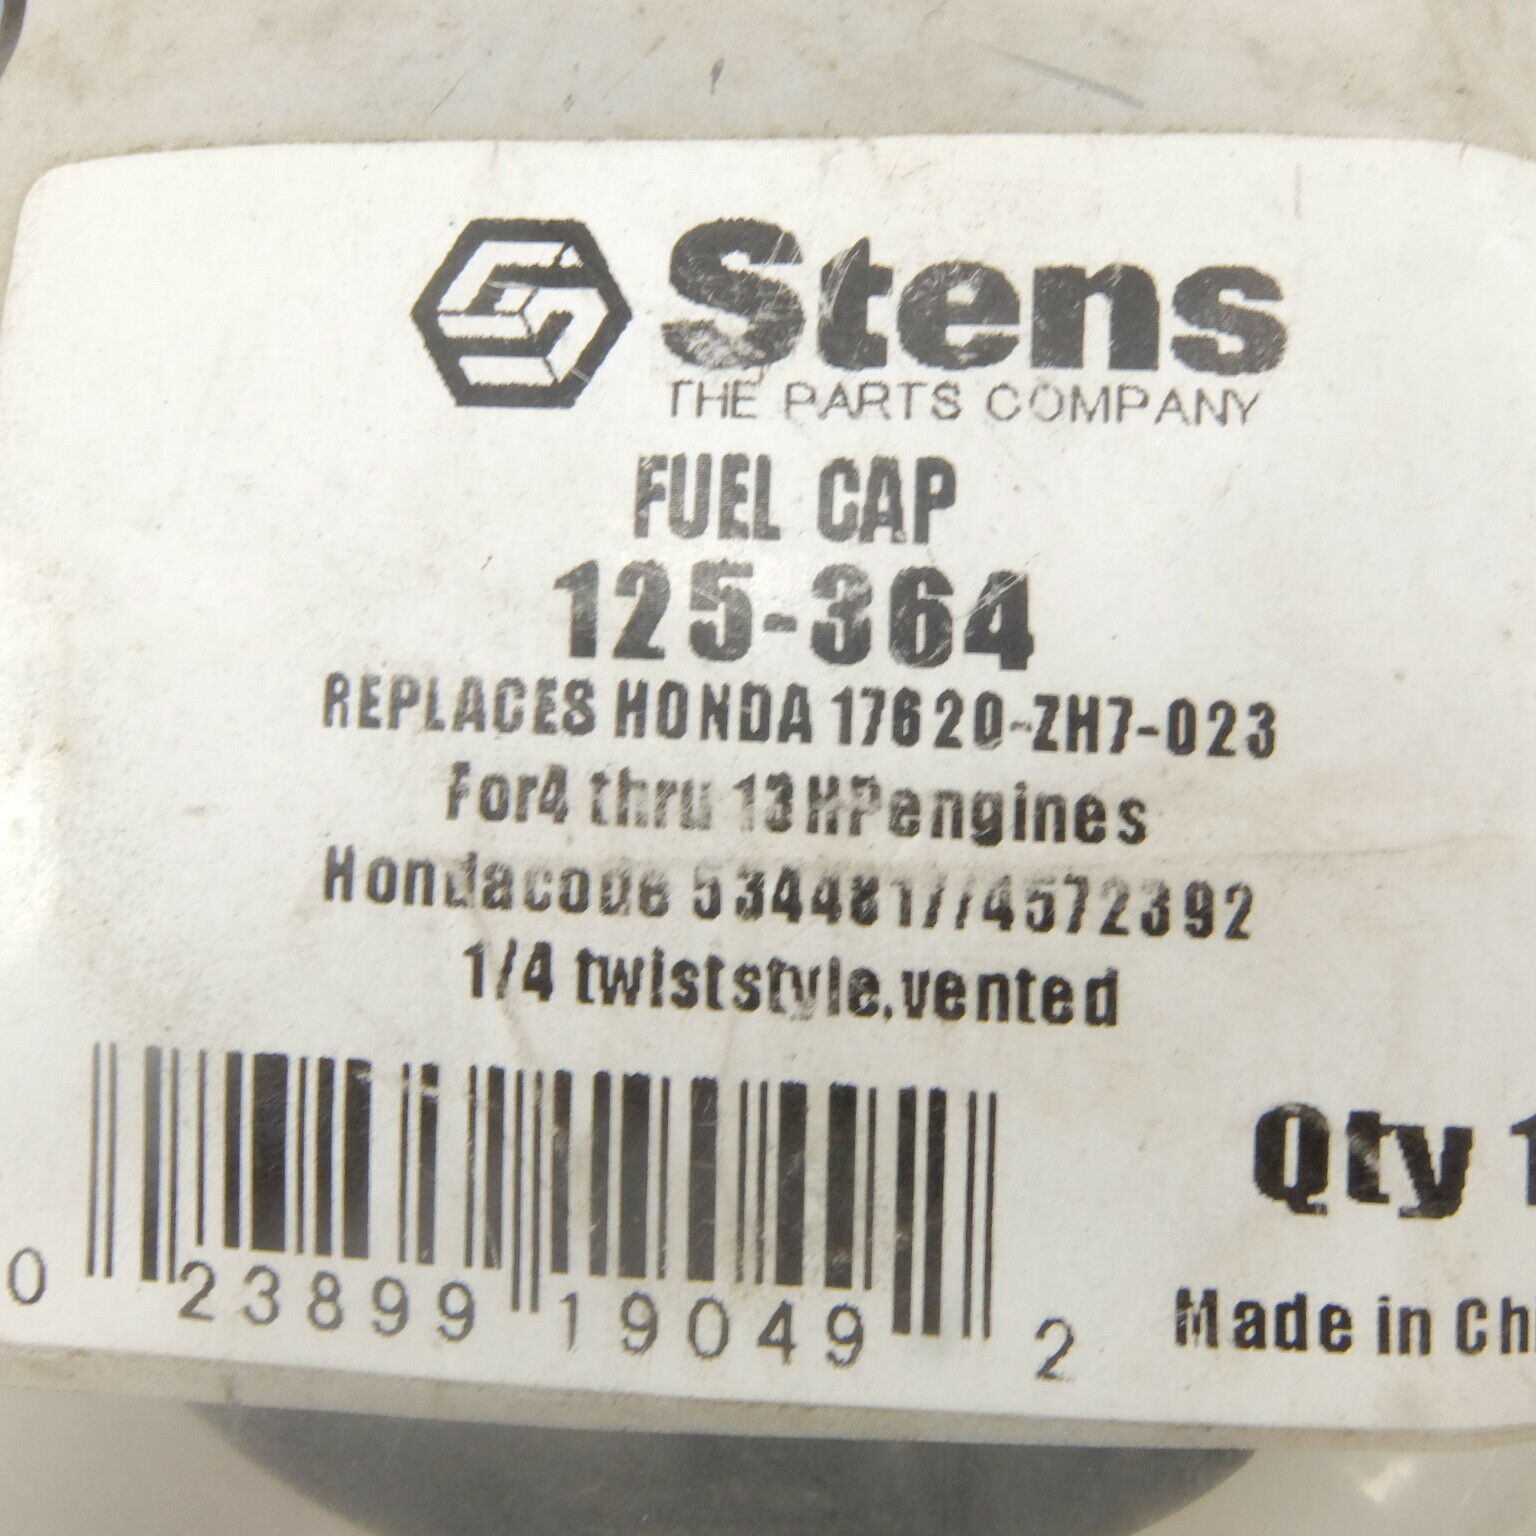 Stens
THE PARTS COMPANY
FUEL CAP
125-364
REPLACES HONDA 17620-ZH7-023
For4 thru 13HPengines
Hondacode 5344817/4572392
1/4 twiststyle.vented
0 23899 19049 2
Qty 1
Made in Ch